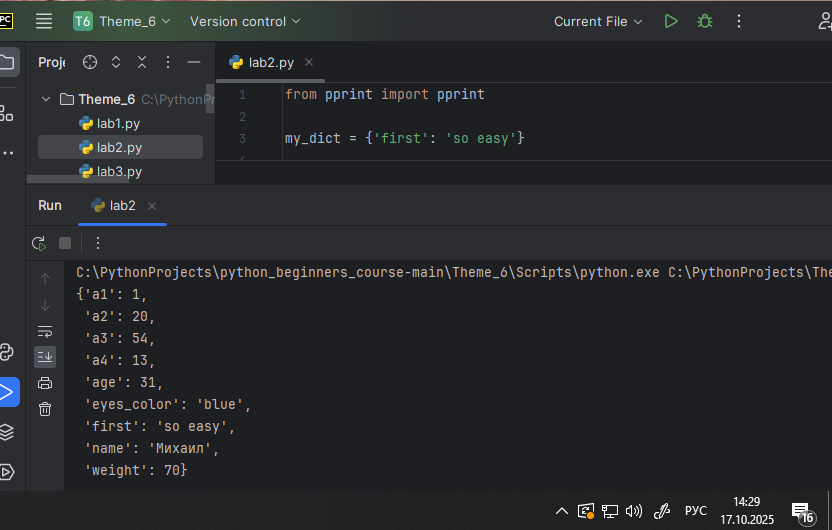 PC T6 Theme_6 Version control Current File
Proje
lab2.py
Theme_6 C:\PythonPr
lab1.py
lab2.py
lab3.py
1 from pprint import pprint
2
3 my_dict = {'first': 'so easy'}
Run lab2
C:\PythonProjects\python_beginners_course-main\Theme_6\Scripts\python.exe C:\PythonProjects\The
{'a1': 1,
'a2': 20,
'a3': 54,
'a4': 13,
'age': 31,
'eyes_color': 'blue',
'first': 'so easy',
'name': 'Михаил',
'weight': 70}
РУС
14:29
17.10.2025
16